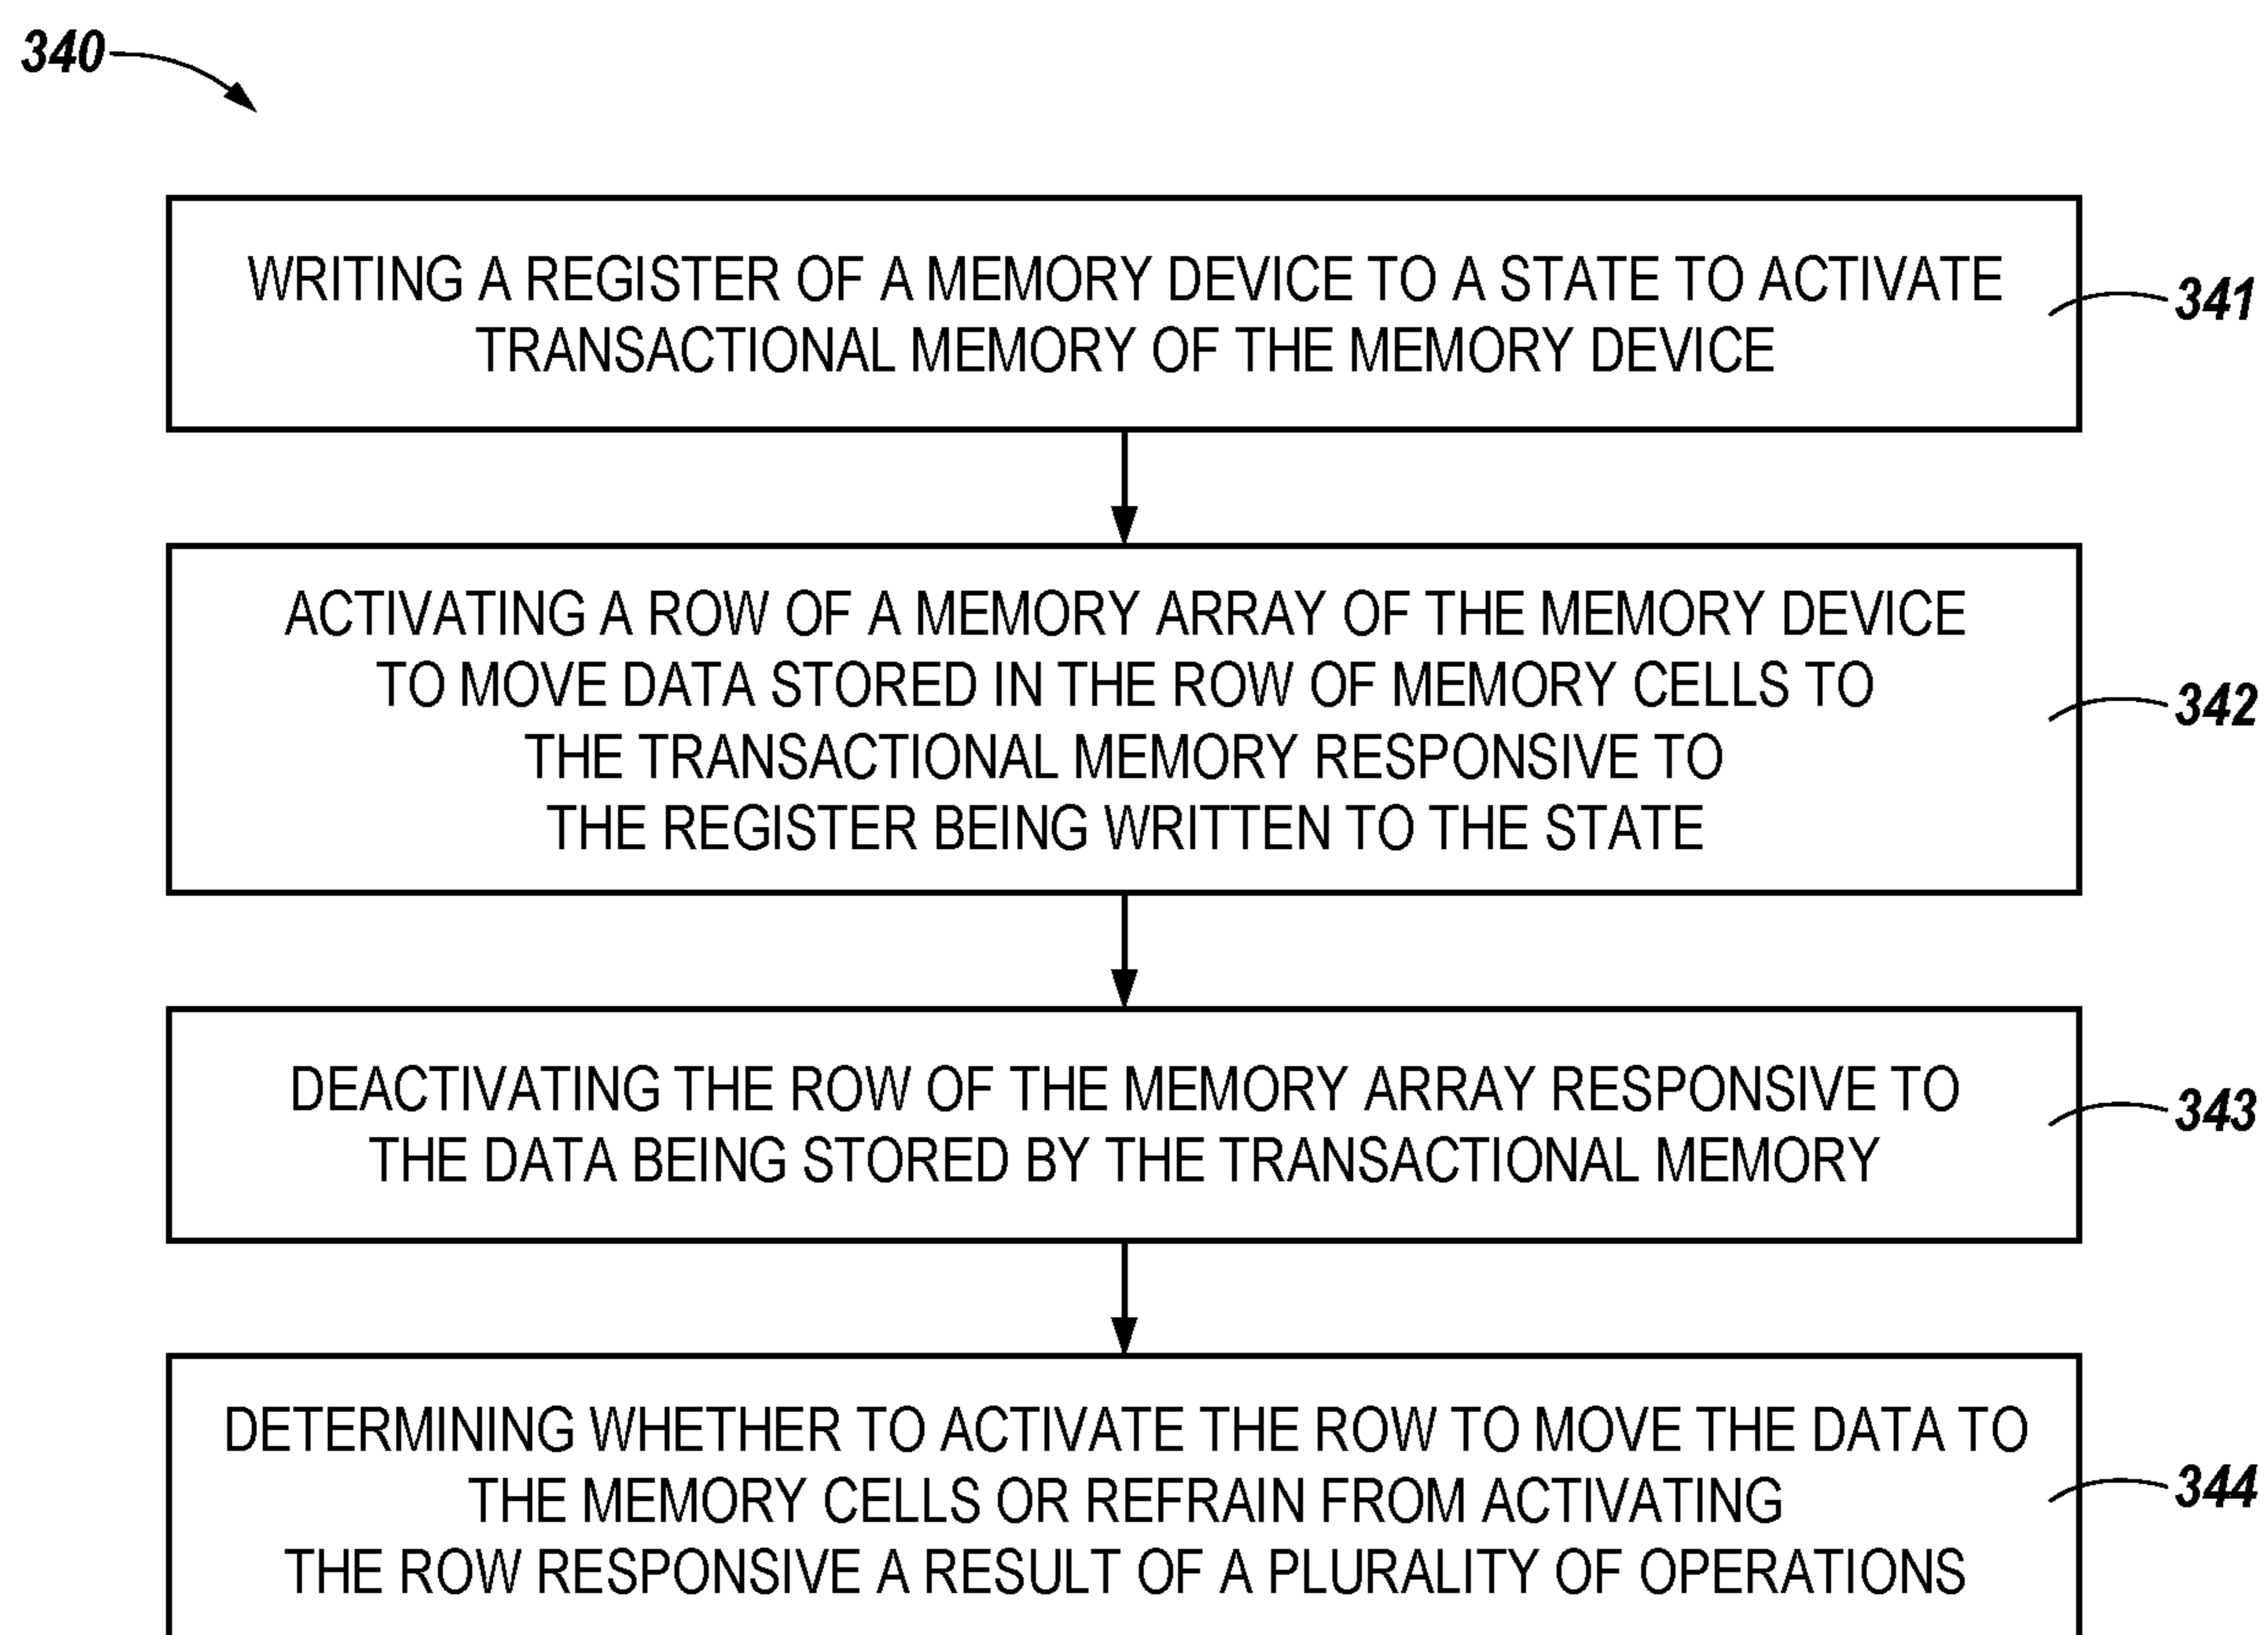 340
WRITING A REGISTER OF A MEMORY DEVICE TO A STATE TO ACTIVATE
TRANSACTIONAL MEMORY OF THE MEMORY DEVICE
341
ACTIVATING A ROW OF A MEMORY ARRAY OF THE MEMORY DEVICE
TO MOVE DATA STORED IN THE ROW OF MEMORY CELLS TO
THE TRANSACTIONAL MEMORY RESPONSIVE TO
THE REGISTER BEING WRITTEN TO THE STATE
342
DEACTIVATING THE ROW OF THE MEMORY ARRAY RESPONSIVE TO
THE DATA BEING STORED BY THE TRANSACTIONAL MEMORY
343
DETERMINING WHETHER TO ACTIVATE THE ROW TO MOVE THE DATA TO
THE MEMORY CELLS OR REFRAIN FROM ACTIVATING
THE ROW RESPONSIVE A RESULT OF A PLURALITY OF OPERATIONS
344